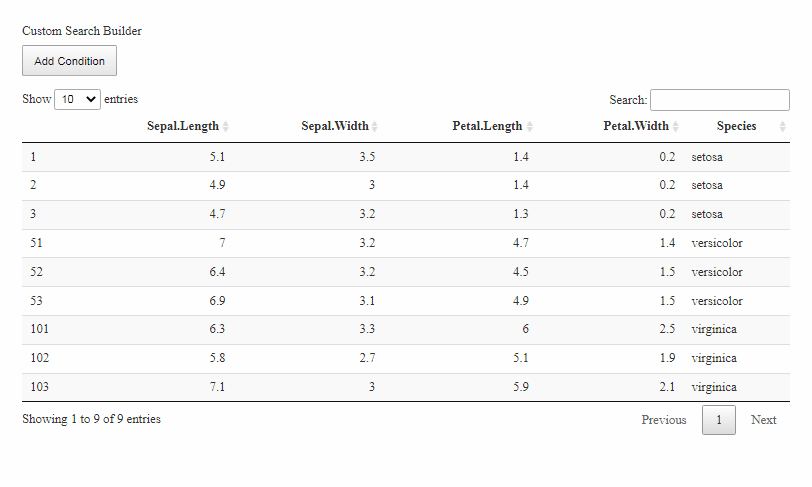 Custom Search Builder
Add Condition
Show 10 entries Search:
Sepal.Length Sepal.Width Petal.Length Petal.Width Species
1 5.1 3.5 1.4 0.2 setosa
2 4.9 3 1.4 0.2 setosa
3 4.7 3.2 1.3 0.2 setosa
51 7 3.2 4.7 1.4 versicolor
52 6.4 3.2 4.5 1.5 versicolor
53 6.9 3.1 4.9 1.5 versicolor
101 6.3 3.3 6 2.5 virginica
102 5.8 2.7 5.1 1.9 virginica
103 7.1 3 5.9 2.1 virginica
Showing 1 to 9 of 9 entries Previous 1 Next